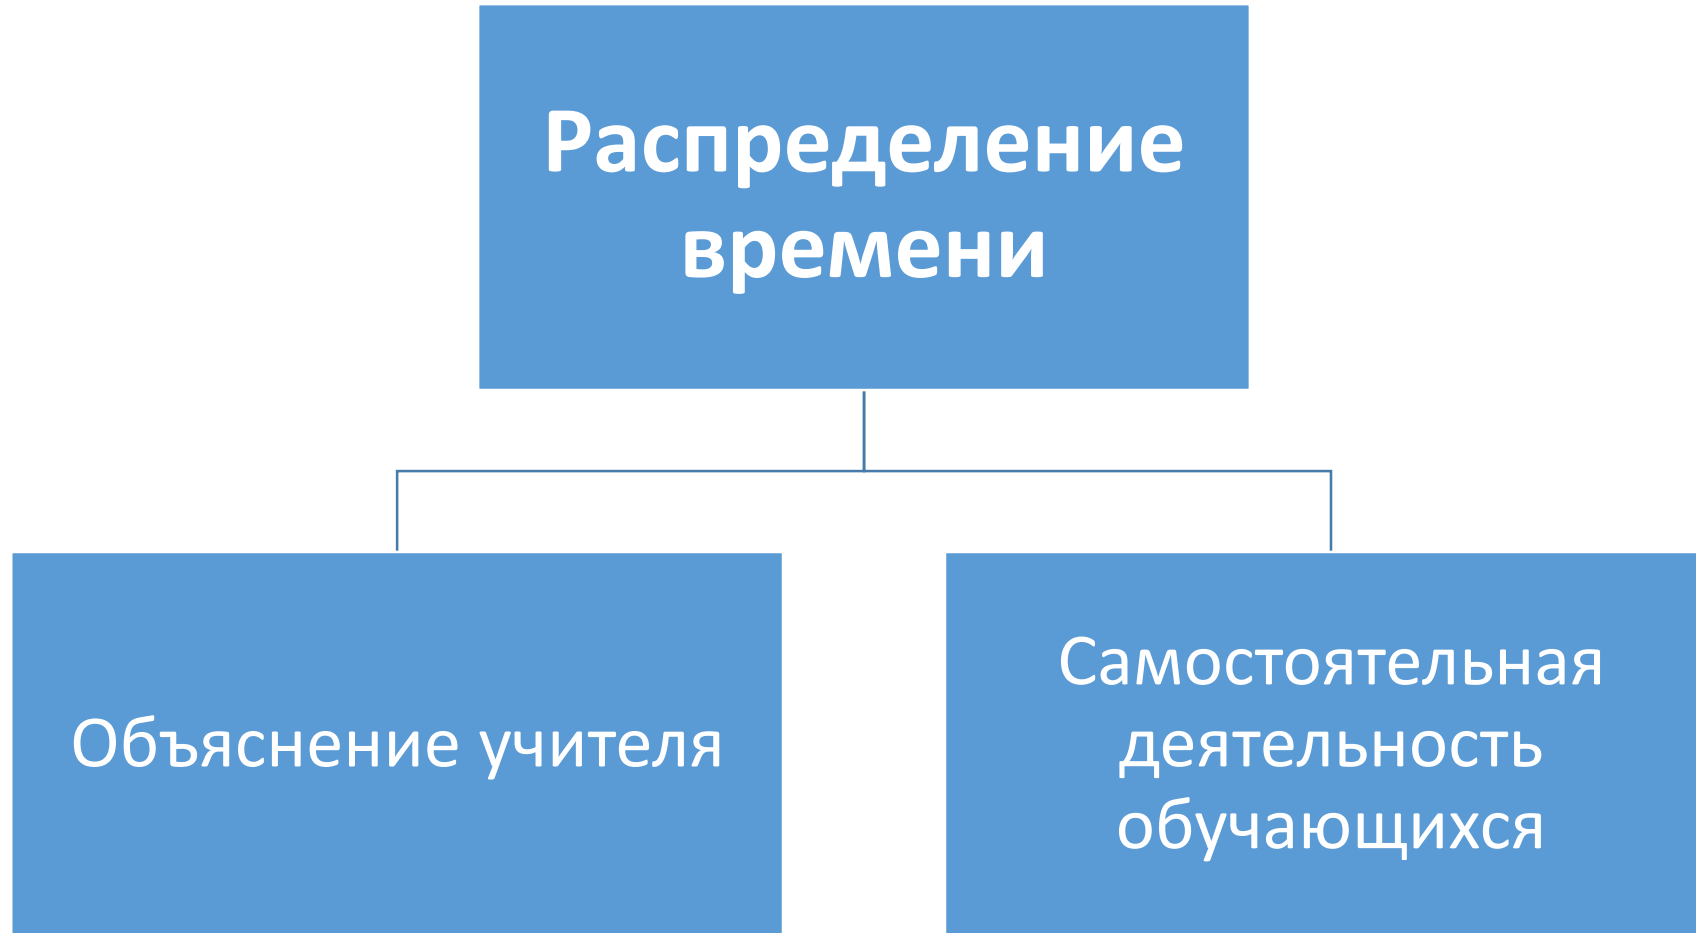 Распределение
времени
Объяснение учителя
Самостоятельная
деятельность
обучающихся